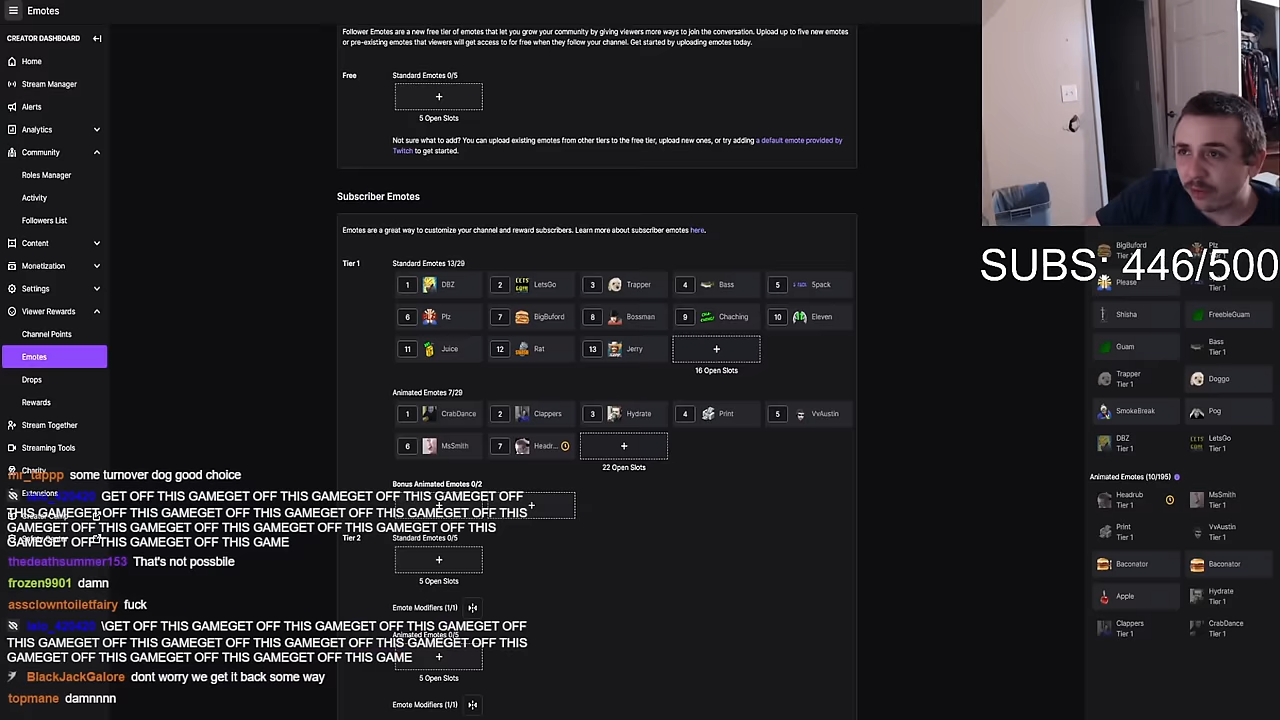 Emotes
CREATOR DASHBOARD
Home
Stream Manager
Alerts
Analytics
Community
Roles Manager
Activity
Followers List
Content
Monetization
Settings
Viewer Rewards
Channel Points
Emotes
Drops
Rewards
Stream Together
Streaming Tools
Charity
Extensions
Follower Emotes are a new free tier of emotes that let you grow your community by giving viewers more ways to join the conversation. Upload up to five new emotes
or pre-existing emotes that viewers will get access to for free when they follow your channel. Get started by uploading emotes today.
Free
Standard Emotes 0/5
5 Open Slots
Not sure what to add? You can upload existing emotes from other tiers to the free tier, upload new ones, or try adding a default emote provided by
Twitch to get started.
Subscriber Emotes
Emotes are a great way to customize your channel and reward subscribers. Learn more about subscriber emotes here.
Tier 1
Standard Emotes 13/29
1 DBZ 2 LetsGo 3 Trapper 4 Bass 5 5pack
6 Plz 7 BigBuford 8 Bossman 9 Chaching 10 Eleven
11 Juice 12 Rat 13 Jerry
16 Open Slots
Animated Emotes 7/29
1 CrabDance 2 Clappers 3 Hydrate 4 Print 5 VvAustin
6 MsSmith 7 Headr...
22 Open Slots
Bonus Animated Emotes 0/2
Tier 2
Standard Emotes 0/5
5 Open Slots
Emote Modifiers (1/1)
Animated Emotes 0/5
5 Open Slots
Emote Modifiers (1/1)
mr_tappp some turnover dog good choice
GET OFF THIS GAMEGET OFF THIS GAMEGET OFF THIS GAMEGET OFF
THIS GAMEGET OFF THIS GAMEGET OFF THIS GAMEGET OFF THIS
GAMEGET OFF THIS GAMEGET OFF THIS GAMEGET OFF THIS
GAMEGET OFF THIS GAMEGET OFF THIS GAME
thedeathsummer153 That's not possbile
frozen9901 damn
assclowntoiletfairy fuck
\GET OFF THIS GAMEGET OFF THIS GAMEGET OFF THIS GAMEGET OFF
THIS GAMEGET OFF THIS GAMEGET OFF THIS GAMEGET OFF THIS
GAMEGET OFF THIS GAMEGET OFF THIS GAMEGET OFF THIS GAME
BlackJackGalore dont worry we get it back some way
topmane damnnnn
SUBS: 446/500
BigBuford Plz
Tier 1
Please Tier 1
Shisha FreebieGuam
Guam Bass
Tier 1
Trapper Doggo
Tier 1
SmokeBreak Pog
DBZ LetsGo
Tier 1 Tier 1
Animated Emotes (10/195)
Headrub MsSmith
Tier 1 Tier 1
Print VvAustin
Tier 1 Tier 1
Baconator Baconator
Apple Hydrate
Tier 1
Clappers CrabDance
Tier 1 Tier 1